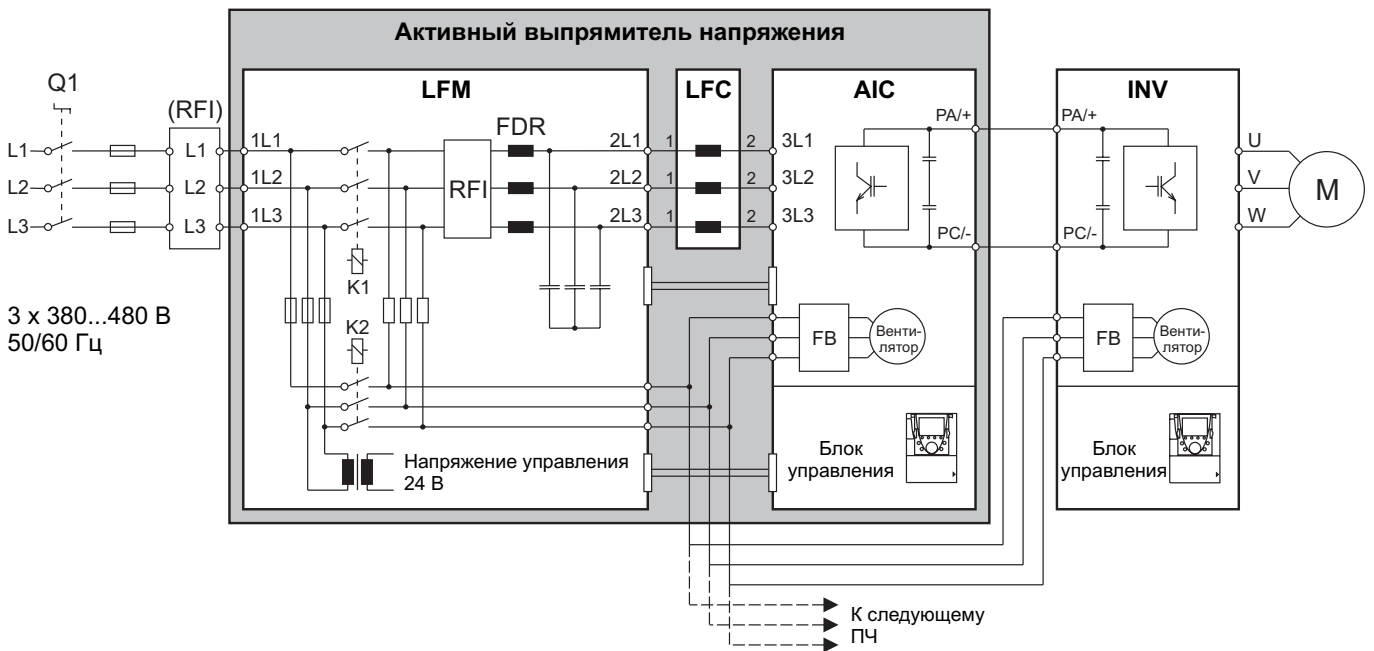 Активный выпрямитель напряжения
LFM
LFC
AIC
INV
Q1
(RFI)
FDR
PA/+
PA/+
L1
L1
1L1
2L1
1
2
3L1
U
L2
L2
1L2
RFI
2L2
1
2
3L2
V
M
L3
L3
1L3
2L3
1
2
3L3
W
PC/-
PC/-
K1
3 x 380...480 В
50/60 Гц
K2
FB
Венти-
лятор
FB
Венти-
лятор
Напряжение управления
24 В
Блок
управления
Блок
управления
К следующему
ПЧ